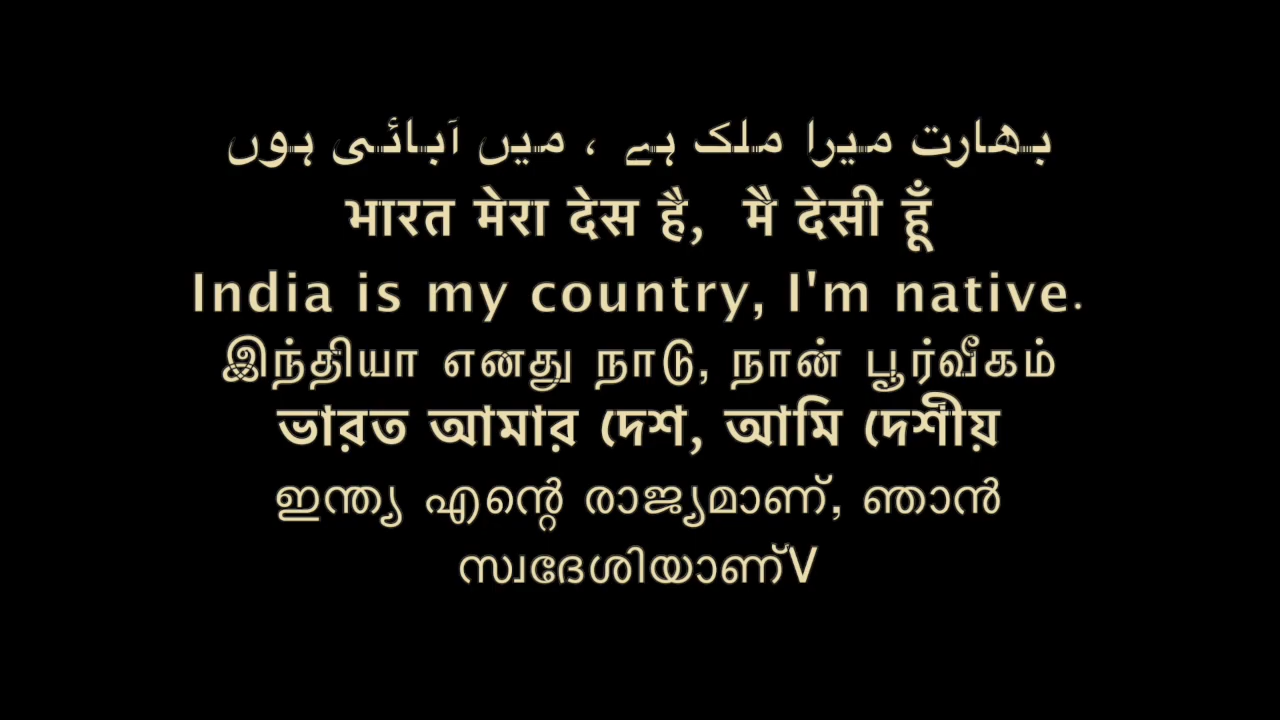 بھارت میرا ملک ہے ، میں آبائی ہوں
भारत मेरा देस है, मै देसी हूँ
India is my country, I'm native.
இந்தியா எனது நாடு, நான் பூர்வீகம்
ভারত আমার দেশ, আমি দেশীয়
ഇന്ത്യ എന്റെ രാജ്യമാണ്, ഞാൻ
സ്വദേശിയാണ്V